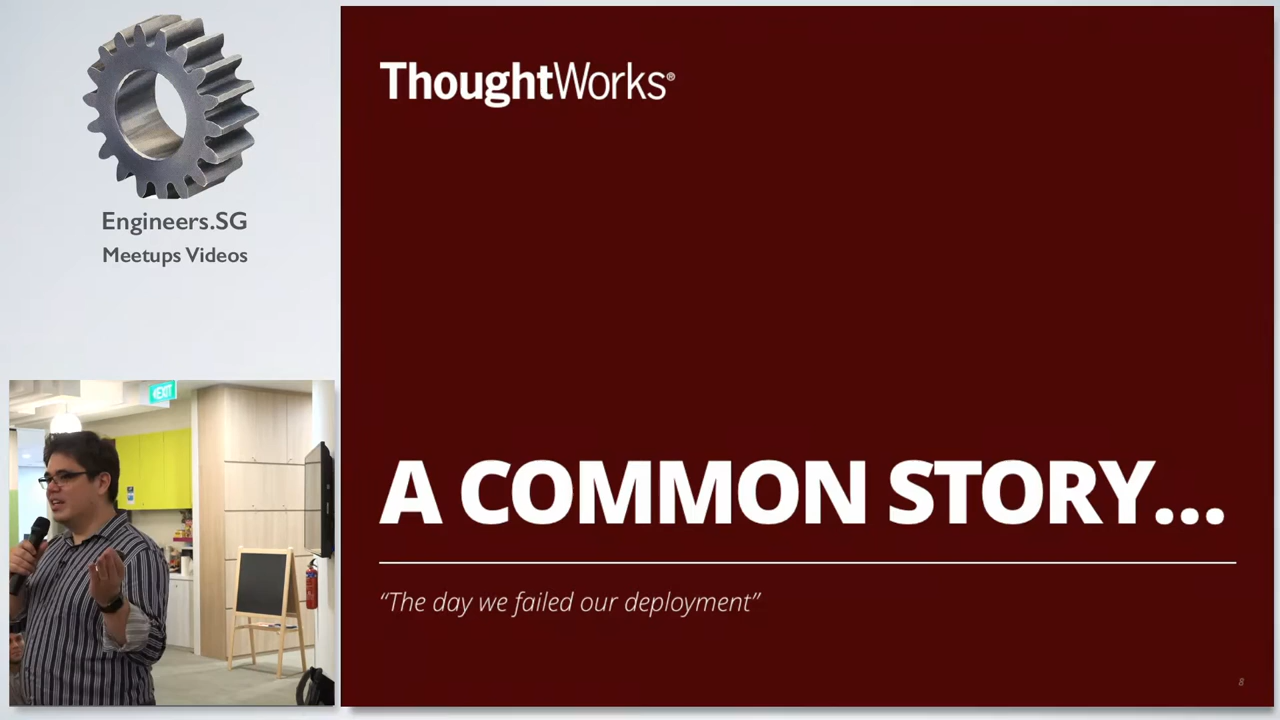 Engineers.SG
Meetups Videos
EXIT
ThoughtWorks®
A COMMON STORY...
“The day we failed our deployment”
8